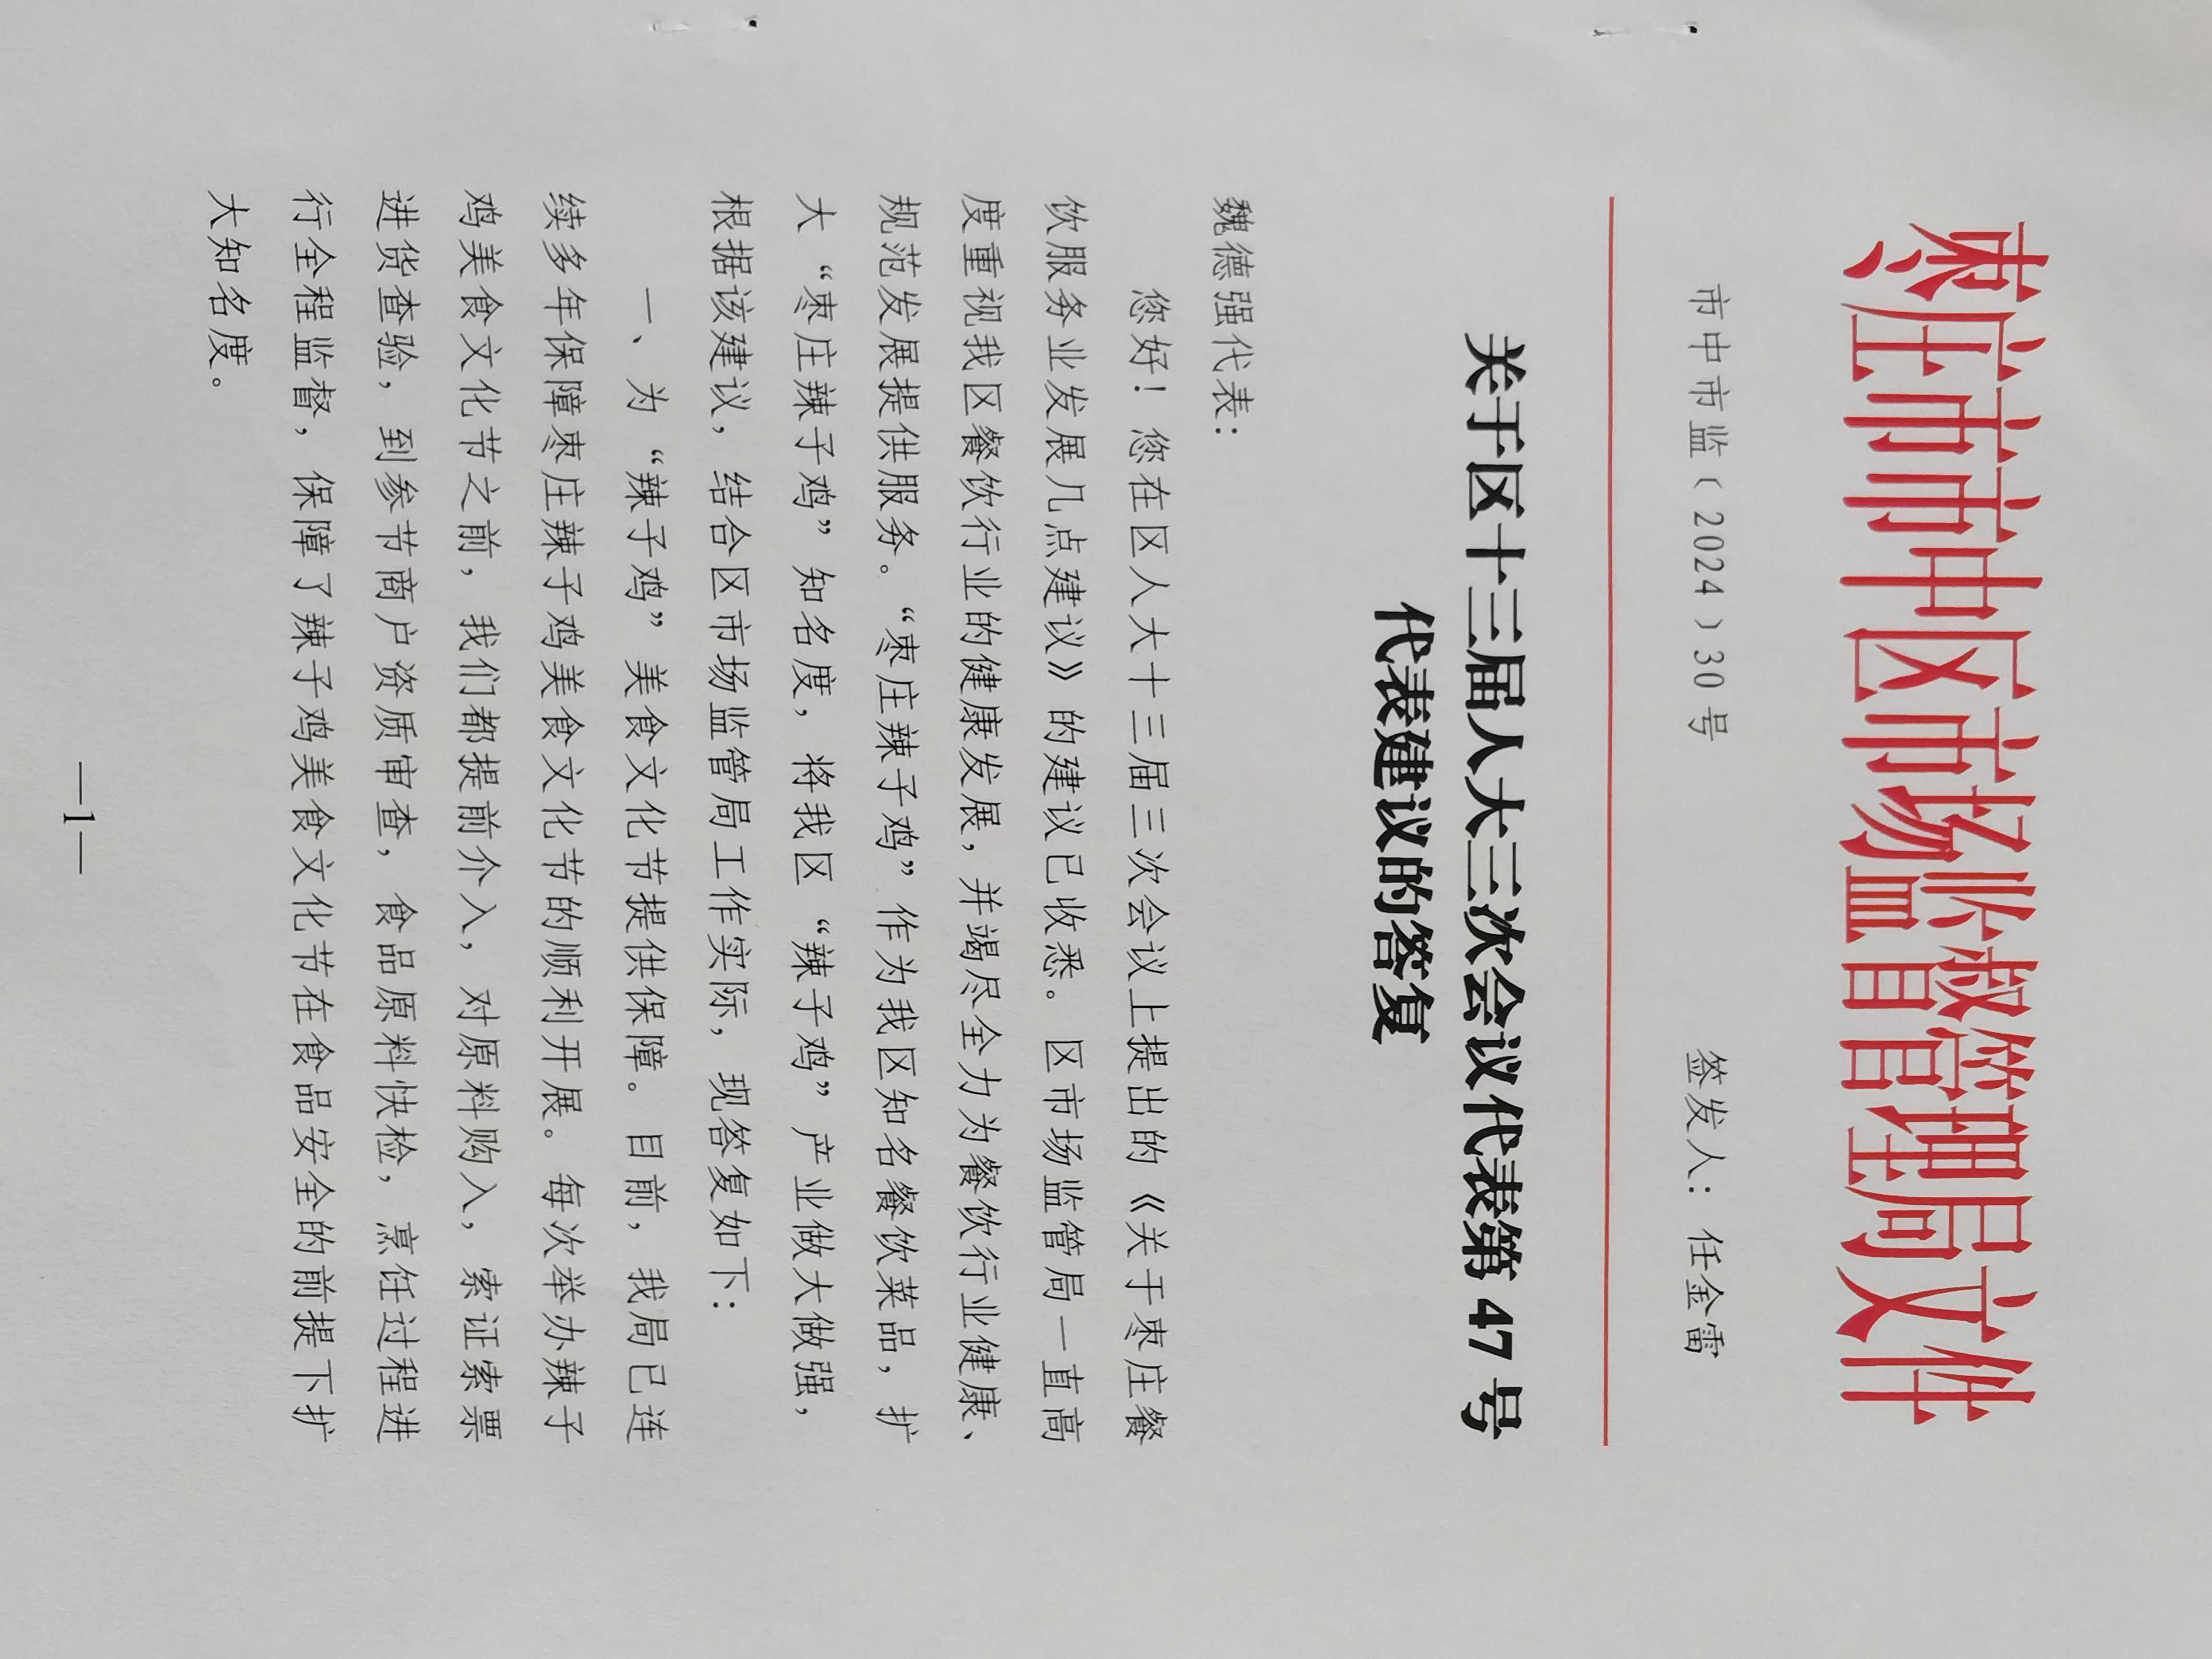 枣庄市市中区市场监督管理局文件
市中市监（2024）30号 签发人：任金雷
关于区十三届人大三次会议代表第 47 号
代表建议的答复
魏德强代表：
您好！您在区人大十三届三次会议上提出的《关于枣庄餐
饮服务业发展几点建议》的建议已收悉。区市场监管局一直高
度重视我区餐饮行业的健康发展，并竭尽全力为餐饮行业健康、
规范发展提供服务。“枣庄辣子鸡”作为我区知名餐饮菜品，扩
大“枣庄辣子鸡”知名度，将我区“辣子鸡”产业做大做强，
根据该建议，结合区市场监管局工作实际，现答复如下：
一、为“辣子鸡”美食文化节提供保障。目前，我局已连
续多年保障枣庄辣子鸡美食文化节的顺利开展。每次举办辣子
鸡美食文化节之前，我们都提前介入，对原料购入，索证索票
进货查验，到参节商户资质审查，食品原料快检，烹饪过程进
行全程监督，保障了辣子鸡美食文化节在食品安全的前提下扩
大知名度。
—1—